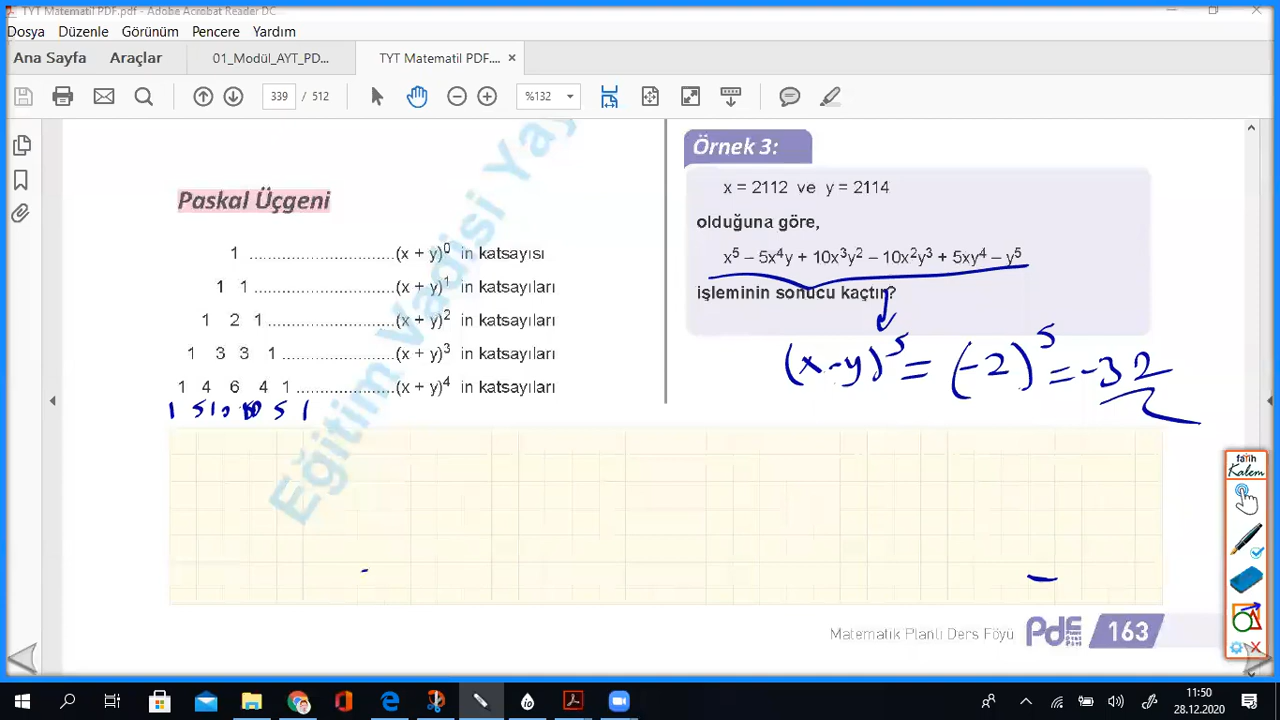 TYT Matematil PDF.pdf - Adobe Acrobat Reader DC
Dosya Düzenle Görünüm Pencere Yardım
Ana Sayfa Araçlar 01_Modül_AYT_PD... TYT Matematil PDF.... ×
339 / 512 %132
Paskal Üçgeni
1 ..............................(x + y)⁰ in katsayısı
1 1 .............................(x + y)¹ in katsayıları
1 2 1 ...........................(x + y)² in katsayıları
1 3 3 1 ........................(x + y)³ in katsayıları
1 4 6 4 1 .....................(x + y)⁴ in katsayıları
1 5 10 10 5 1
Örnek 3:
x = 2112 ve y = 2114
olduğuna göre,
x⁵ – 5x⁴y + 10x³y² – 10x²y³ + 5xy⁴ – y⁵
işleminin sonucu kaçtır?
(x-y)⁵ = (-2)⁵ = -32
Eğitim Vadisi Yay
Matematik Planlı Ders Föyü PdE 163
fatih
Kalem
11:50
28.12.2020